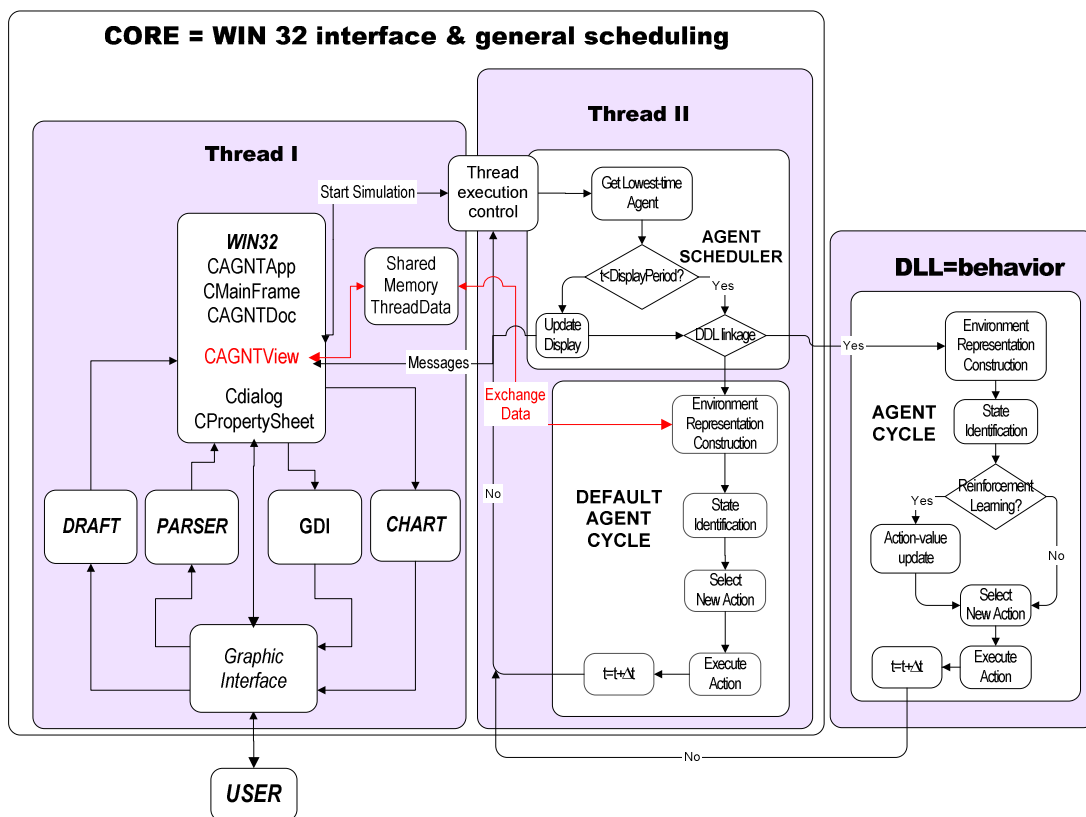 CORE = WIN 32 interface & general scheduling
Thread I
WIN32
CAGNTApp
CMainFrame
CAGNTDoc
CAGNTView
Cdialog
CPropertySheet
Start Simulation
Shared
Memory
ThreadData
Messages
DRAFT
PARSER
GDI
CHART
Graphic
Interface
USER
Thread II
Thread
execution
control
Get Lowest-time
Agent
AGENT
SCHEDULER
t<DisplayPeriod?
Yes
Update
Display
DDL linkage
Yes
Exchange
Data
No
Environment
Representation
Construction
DEFAULT
AGENT
CYCLE
State
Identification
Select
New Action
Execute
Action
t=t+Δt
No
DLL=behavior
Environment
Representation
Construction
AGENT
CYCLE
State
Identification
Reinforcement
Learning?
Yes
No
Action-value
update
Select
New Action
Execute
Action
t=t+Δt